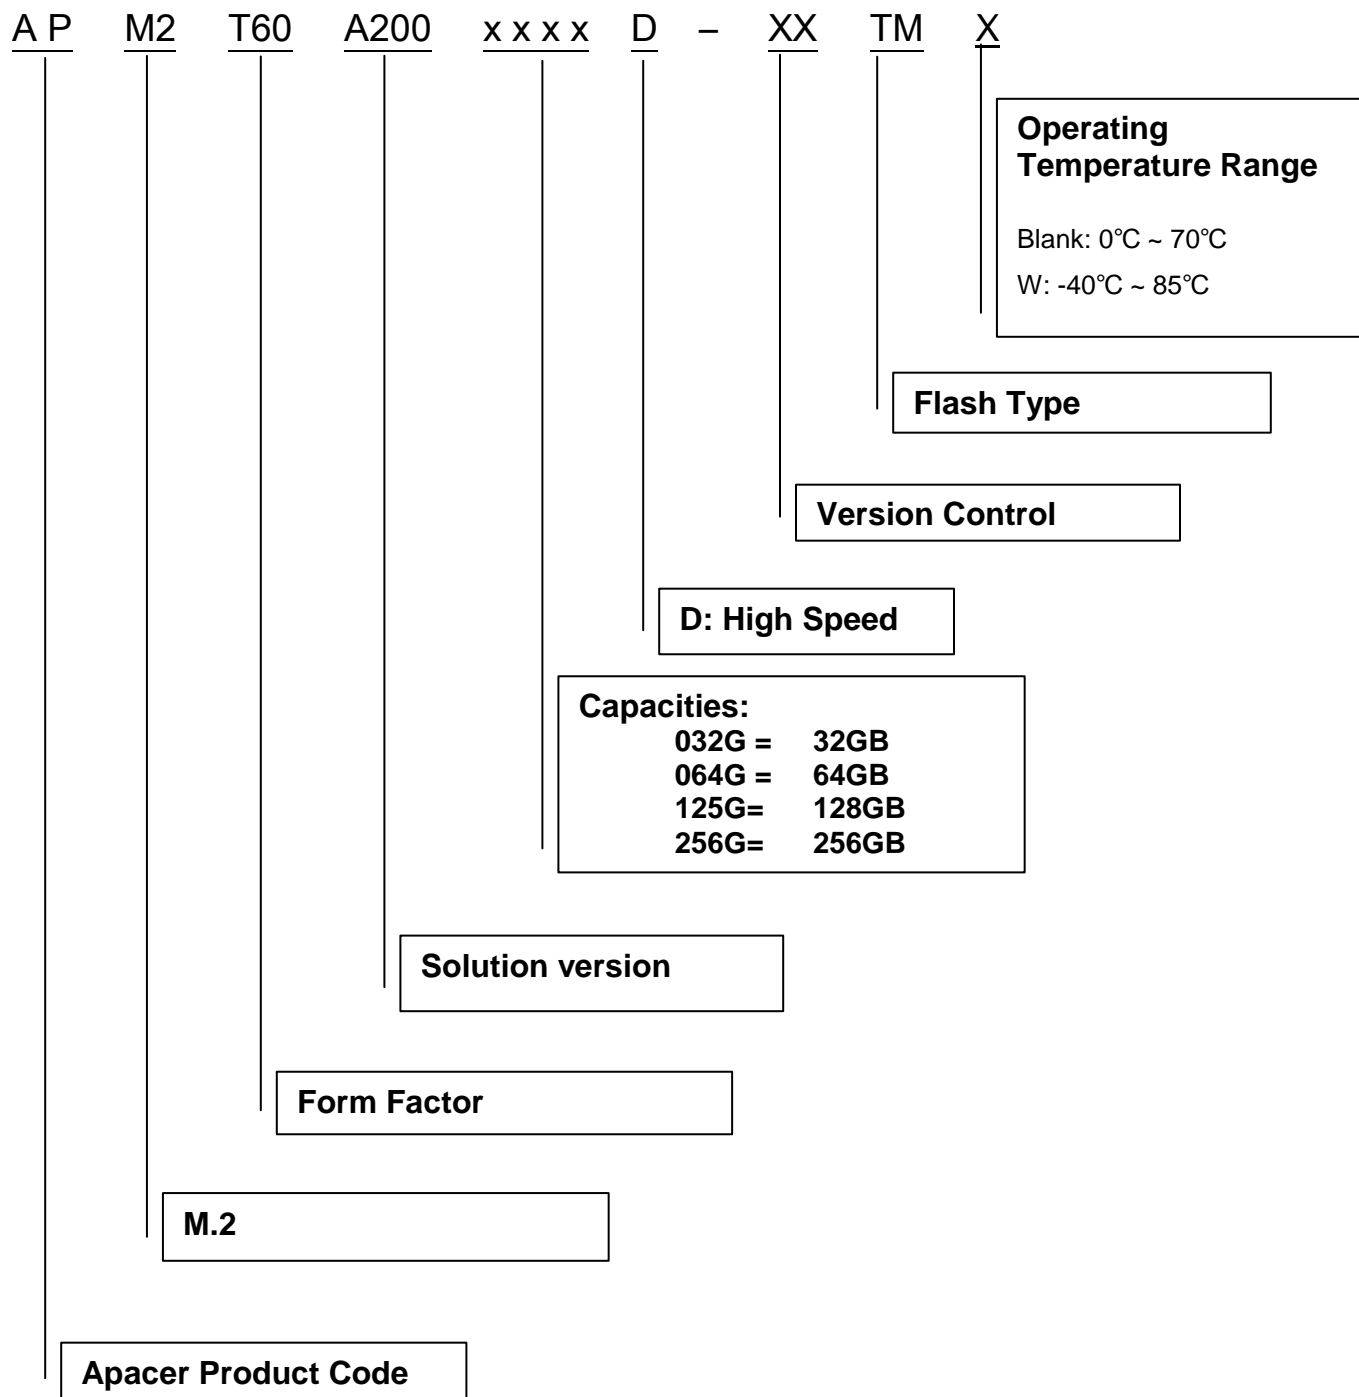 A P M2 T60 A200 x x x x D – XX TM X
Operating
Temperature Range
Blank: 0℃ ~ 70℃
W: -40℃ ~ 85℃
Flash Type
Version Control
D: High Speed
Capacities:
032G = 32GB
064G = 64GB
125G= 128GB
256G= 256GB
Solution version
Form Factor
M.2
Apacer Product Code